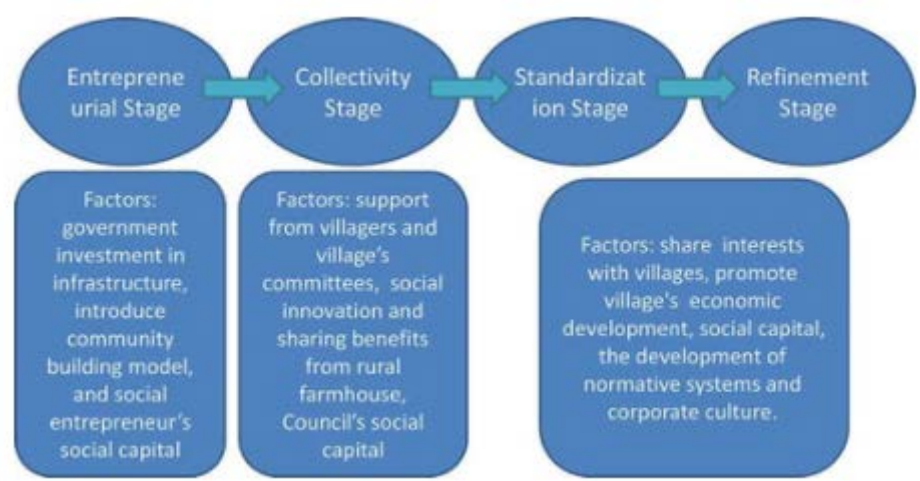 Entreprene
urial Stage
Collectivity
Stage
Standardizat
ion Stage
Refinement
Stage
Factors:
government
investment in
infrastructure,
introduce
community
building model,
and social
entrepreneur's
social capital
Factors: support
from villagers and
village's
committees, social
innovation and
sharing benefits
from rural
farmhouse,
Council's social
capital
Factors: share interests
with villages, promote
village's economic
development, social capital,
the development of
normative systems and
corporate culture.